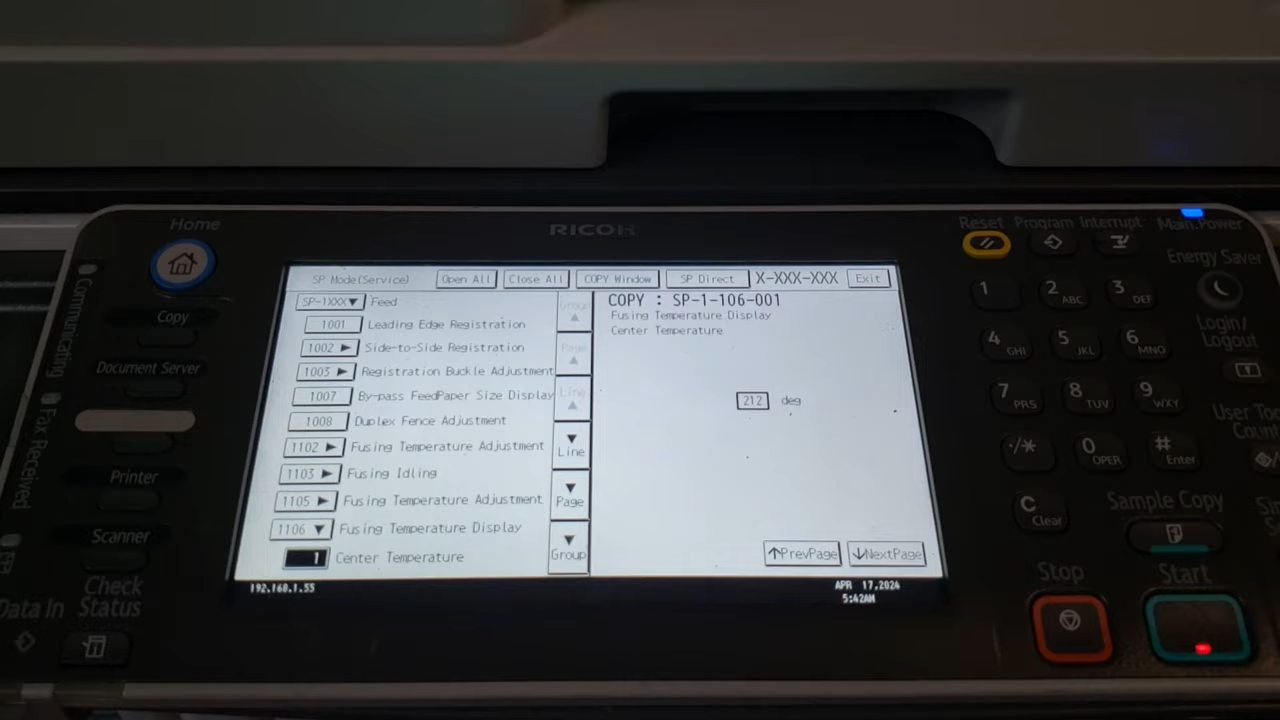 Home
RICOH
Reset Program Interrupt Main Power
Energy Saver
Login/
Logout
Communicating
Fax Received
Copy
Document Server
Printer
Scanner
Check
Status
Data In
SP Mode(Service) Open All Close All COPY Window SP Direct X-XXX-XXX Exit
SP-1XXX▼ Feed
1001 Leading Edge Registration
1002 ▶ Side-to-Side Registration
1003 ▶ Registration Buckle Adjustment
1007 By-pass FeedPaper Size Display
1008 Duplex Fence Adjustment
1102 ▶ Fusing Temperature Adjustment
1103 ▶ Fusing Idling
1105 ▶ Fusing Temperature Adjustment
1106 ▼ Fusing Temperature Display
1 Center Temperature
Group
▲
Page
▲
Line
▲
▼
Line
▼
Page
▼
Group
COPY : SP-1-106-001
Fusing Temperature Display
Center Temperature
212 deg
↑PrevPage ↓NextPage
192.168.1.55
APR 17,2024
5:42AM
1
2 ABC
3 DEF
4 GHI
5 JKL
6 MNO
7 PRS
8 TUV
9 WXY
·/✱
0 OPER
# Enter
C Clear
User To
Count
Sample Copy
Stop
Start